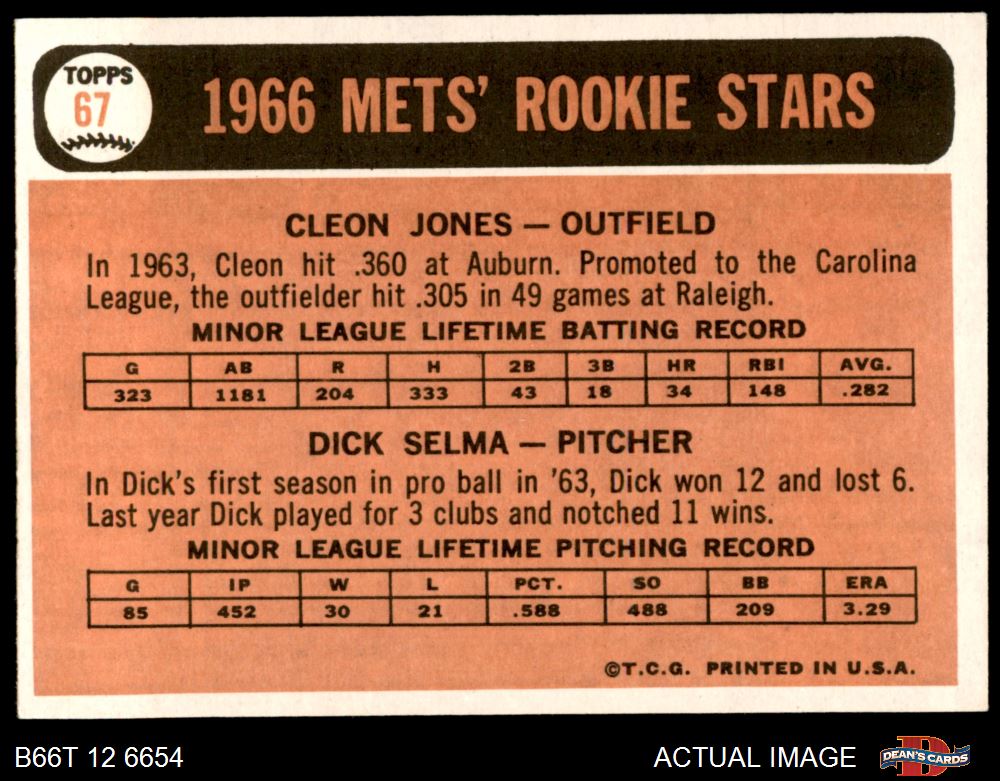 TOPPS
67
1966 METS' ROOKIE STARS
CLEON JONES — OUTFIELD
In 1963, Cleon hit .360 at Auburn. Promoted to the Carolina
League, the outfielder hit .305 in 49 games at Raleigh.
MINOR LEAGUE LIFETIME BATTING RECORD
G AB R H 2B 3B HR RBI AVG.
323 1181 204 333 43 18 34 148 .282
DICK SELMA — PITCHER
In Dick's first season in pro ball in '63, Dick won 12 and lost 6.
Last year Dick played for 3 clubs and notched 11 wins.
MINOR LEAGUE LIFETIME PITCHING RECORD
G IP W L PCT. SO BB ERA
85 452 30 21 .588 488 209 3.29
©T.C.G. PRINTED IN U.S.A.
B66T 12 6654
ACTUAL IMAGE
D
DEAN'S CARDS